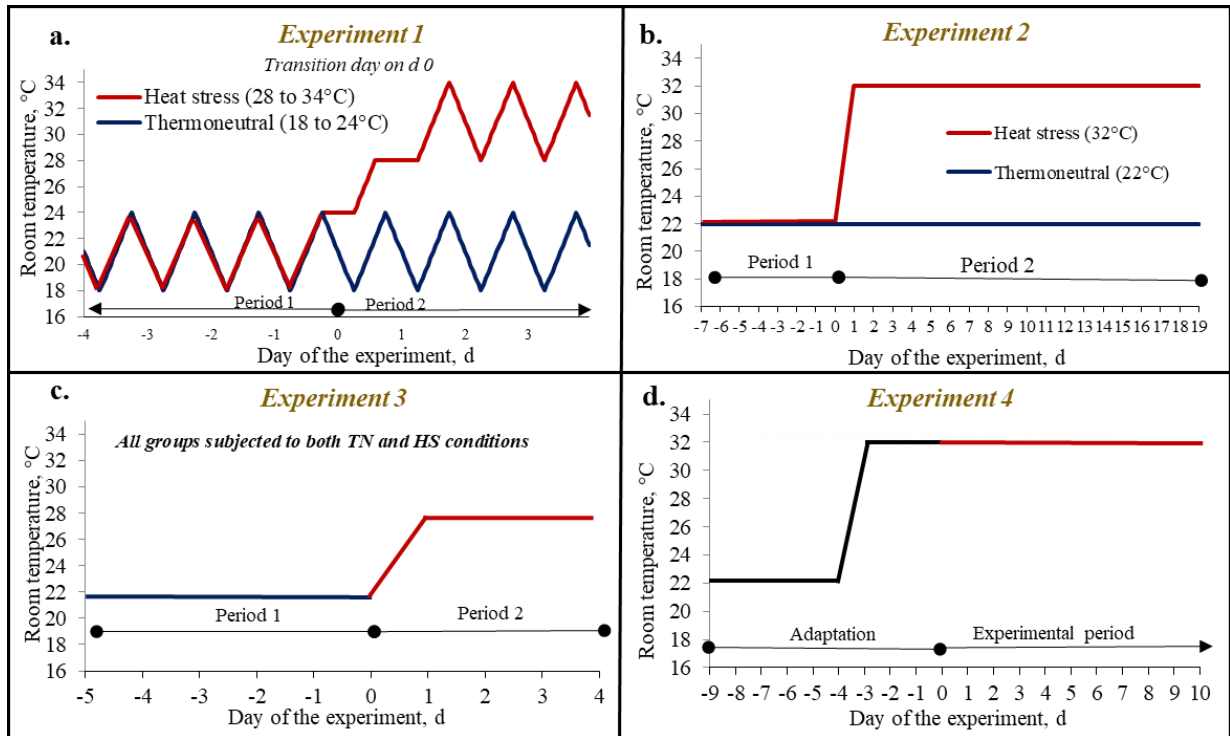 a.
Experiment 1
Transition day on d 0
Room temperature, °C
34
32
30
28
26
24
22
20
18
16
Heat stress (28 to 34°C)
Thermoneutral (18 to 24°C)
Period 1
Period 2
-4 -3 -2 -1 0 1 2 3
Day of the experiment, d
b.
Experiment 2
Room temperature, °C
34
32
30
28
26
24
22
20
18
16
Heat stress (32°C)
Thermoneutral (22°C)
Period 1
Period 2
-7 -6 -5 -4 -3 -2 -1 0 1 2 3 4 5 6 7 8 9 10 11 12 13 14 15 16 17 18 19
Day of the experiment, d
c.
Experiment 3
All groups subjected to both TN and HS conditions
Room temperature, °C
34
32
30
28
26
24
22
20
18
16
Period 1
Period 2
-5 -4 -3 -2 -1 0 1 2 3 4
Day of the experiment, d
d.
Experiment 4
Room temperature, °C
34
32
30
28
26
24
22
20
18
16
Adaptation
Experimental period
-9 -8 -7 -6 -5 -4 -3 -2 -1 0 1 2 3 4 5 6 7 8 9 10
Day of the experiment, d